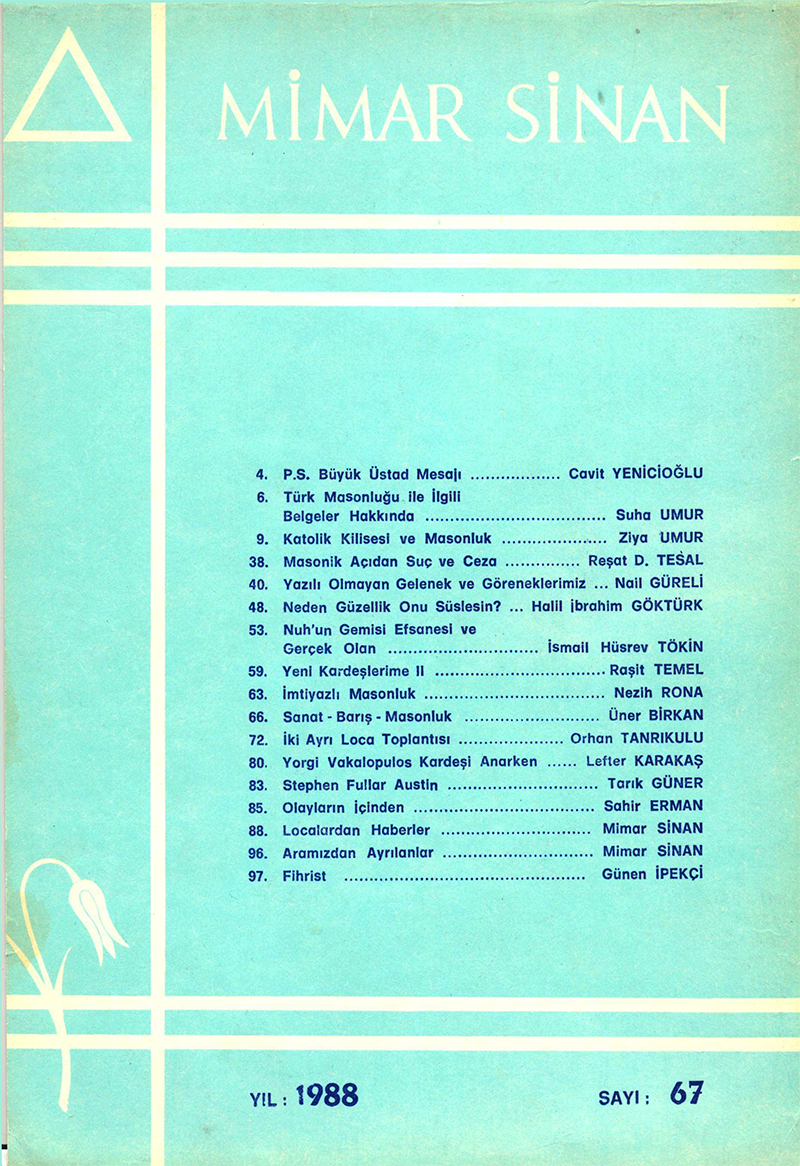 MİMAR SİNAN
4. P.S. Büyük Üstad Mesajı .................. Cavit YENİCİOĞLU
6. Türk Masonluğu ile İlgili
Belgeler Hakkında .................................... Suha UMUR
9. Katolik Kilisesi ve Masonluk ..................... Ziya UMUR
38. Masonik Açıdan Suç ve Ceza ............... Reşat D. TESAL
40. Yazılı Olmayan Gelenek ve Göreneklerimiz ... Nail GÜRELİ
48. Neden Güzellik Onu Süslesin? ... Halil İbrahim GÖKTÜRK
53. Nuh'un Gemisi Efsanesi ve
Gerçek Olan .............................. İsmail Hüsrev TÖKİN
59. Yeni Kardeşlerime II .................................. Raşit TEMEL
63. İmtiyazlı Masonluk .................................... Nezih RONA
66. Sanat - Barış - Masonluk ........................... Üner BİRKAN
72. İki Ayrı Loca Toplantısı ..................... Orhan TANRIKULU
80. Yorgi Vakalopulos Kardeşi Anarken ...... Lefter KARAKAŞ
83. Stephen Fullar Austin .............................. Tarık GÜNER
85. Olayların İçinden .................................... Sahir ERMAN
88. Localardan Haberler .............................. Mimar SİNAN
96. Aramızdan Ayrılanlar .............................. Mimar SİNAN
97. Fihrist ................................................ Günen İPEKÇİ
YIL : 1988 SAYI : 67